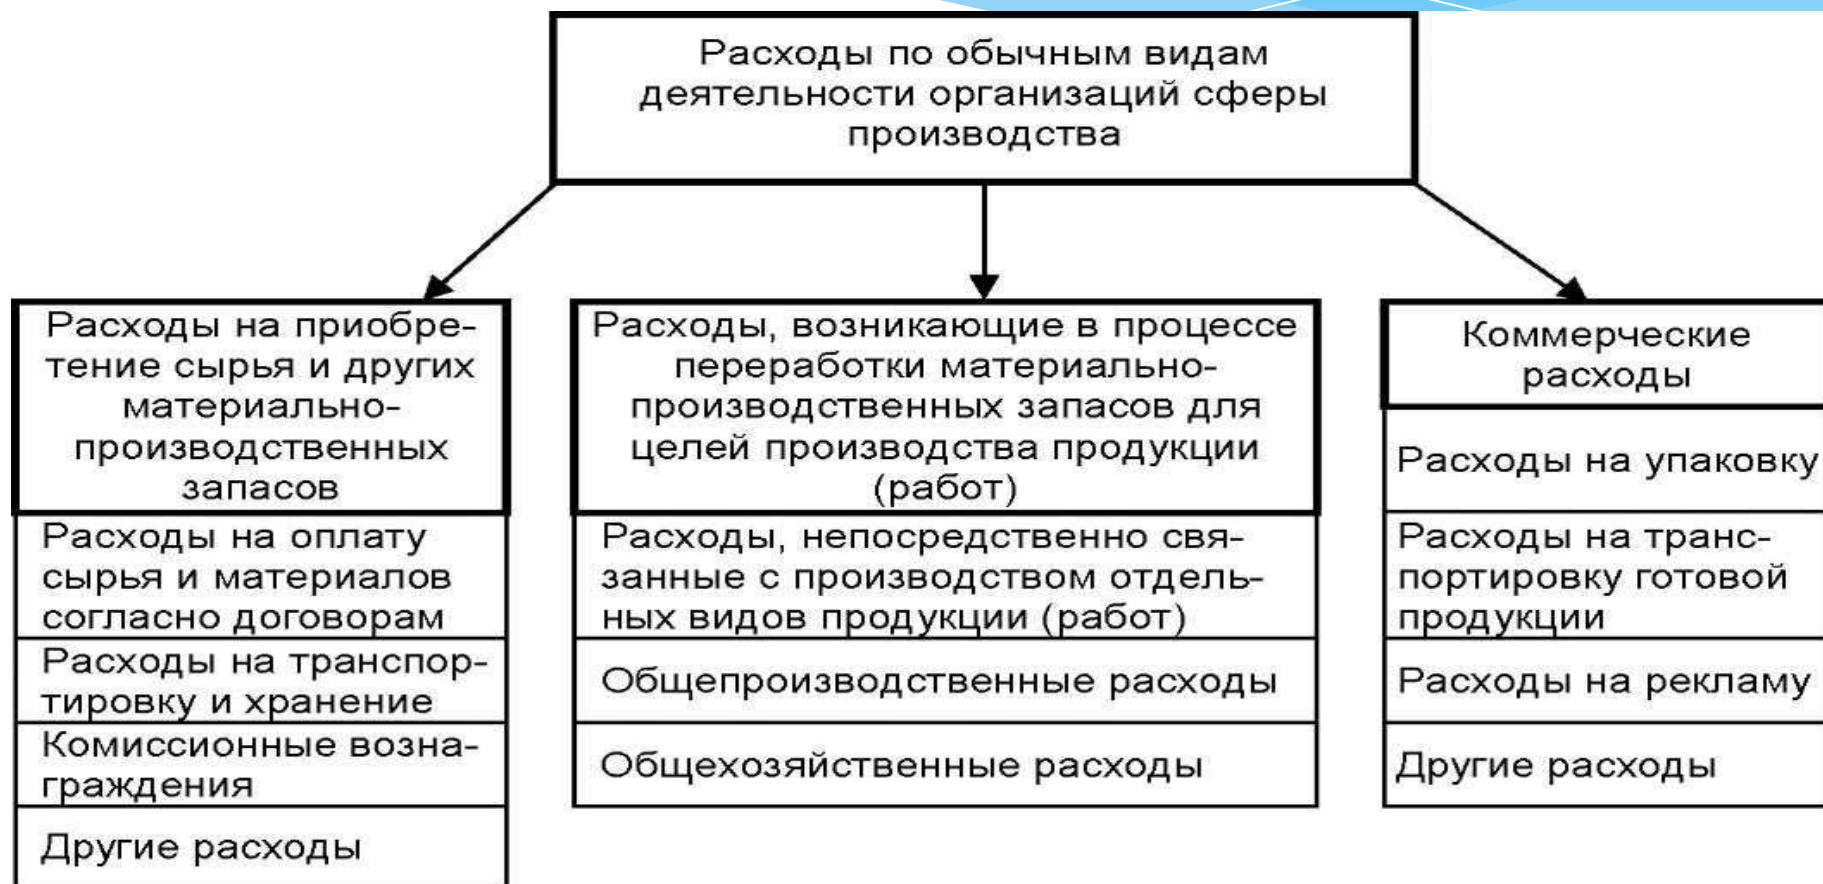 Расходы по обычным видам
деятельности организаций сферы
производства
Расходы на приобре-
тение сырья и других
материально-
производственных
запасов
Расходы на оплату
сырья и материалов
согласно договорам
Расходы на транспор-
тировку и хранение
Комиссионные возна-
граждения
Другие расходы
Расходы, возникающие в процессе
переработки материально-
производственных запасов для
целей производства продукции
(работ)
Расходы, непосредственно свя-
занные с производством отдель-
ных видов продукции (работ)
Общепроизводственные расходы
Общехозяйственные расходы
Коммерческие
расходы
Расходы на упаковку
Расходы на транс-
портировку готовой
продукции
Расходы на рекламу
Другие расходы